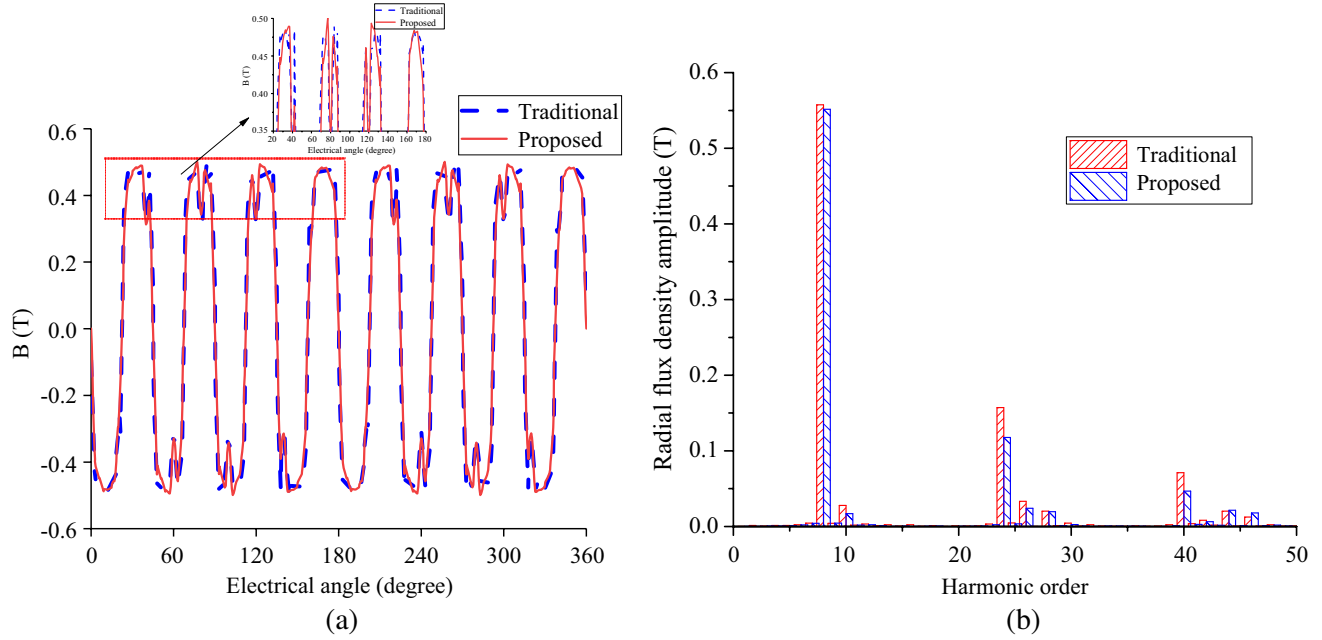 Traditional
Proposed
0.50
0.45
0.40
0.35
B (T)
20 40 60 80 100 120 140 160 180
Electrical angle (degree)
Traditional
Proposed
0.6
0.4
0.2
0.0
-0.2
-0.4
-0.6
B (T)
0 60 120 180 240 300 360
Electrical angle (degree)
(a)
Traditional
Proposed
0.6
0.5
0.4
0.3
0.2
0.1
0.0
Radial flux density amplitude (T)
0 10 20 30 40 50
Harmonic order
(b)